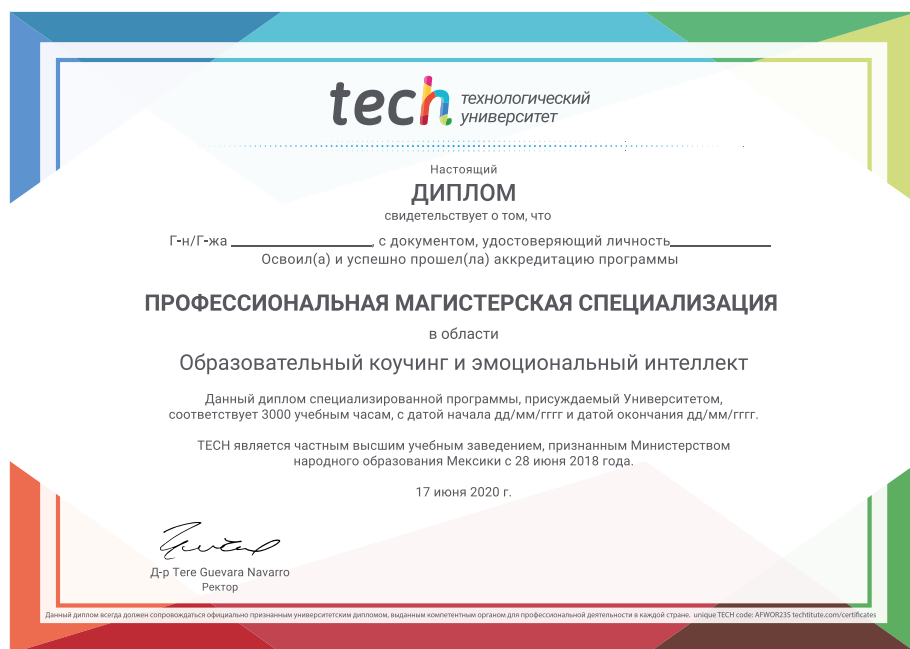 tech технологический
университет
Настоящий
ДИПЛОМ
свидетельствует о том, что
Г-н/Г-жа ____________________, с документом, удостоверяющий личность______________
Освоил(а) и успешно прошел(ла) аккредитацию программы
ПРОФЕССИОНАЛЬНАЯ МАГИСТЕРСКАЯ СПЕЦИАЛИЗАЦИЯ
в области
Образовательный коучинг и эмоциональный интеллект
Данный диплом специализированной программы, присуждаемый Университетом,
соответствует 3000 учебным часам, с датой начала дд/мм/гггг и датой окончания дд/мм/гггг.
TECH является частным высшим учебным заведением, признанным Министерством
народного образования Мексики с 28 июня 2018 года.
17 июня 2020 г.
Д-р Tere Guevara Navarro
Ректор
Данный диплом всегда должен сопровождаться официально признанным университетским дипломом, выданным компетентным органом для профессиональной деятельности в каждой стране. unique TECH code: AFWOR23S techtitute.com/certificates